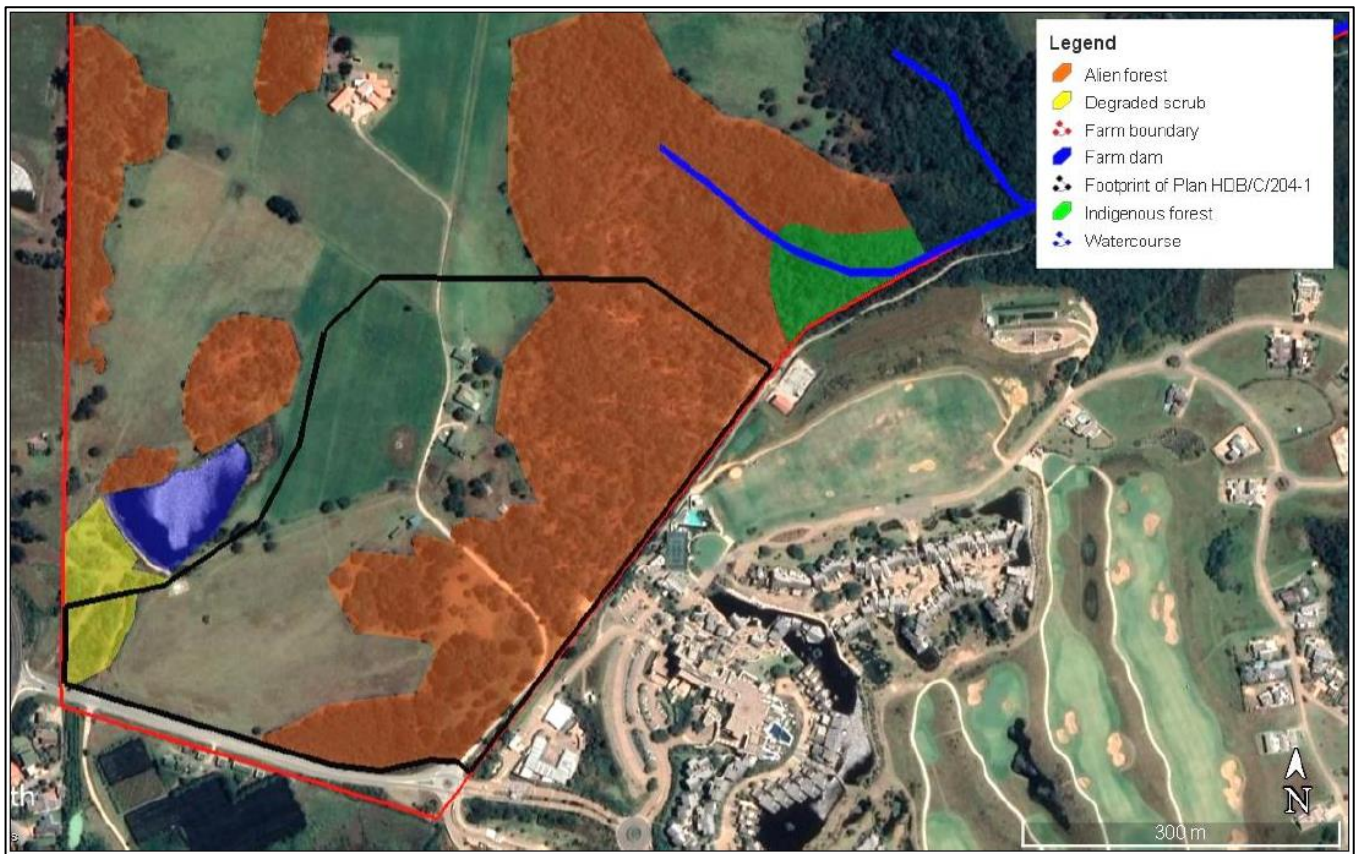 Legend
Alien forest
Degraded scrub
Farm boundary
Farm dam
Footprint of Plan HDB/C/204-1
Indigenous forest
Watercourse
th
s
N
300 m